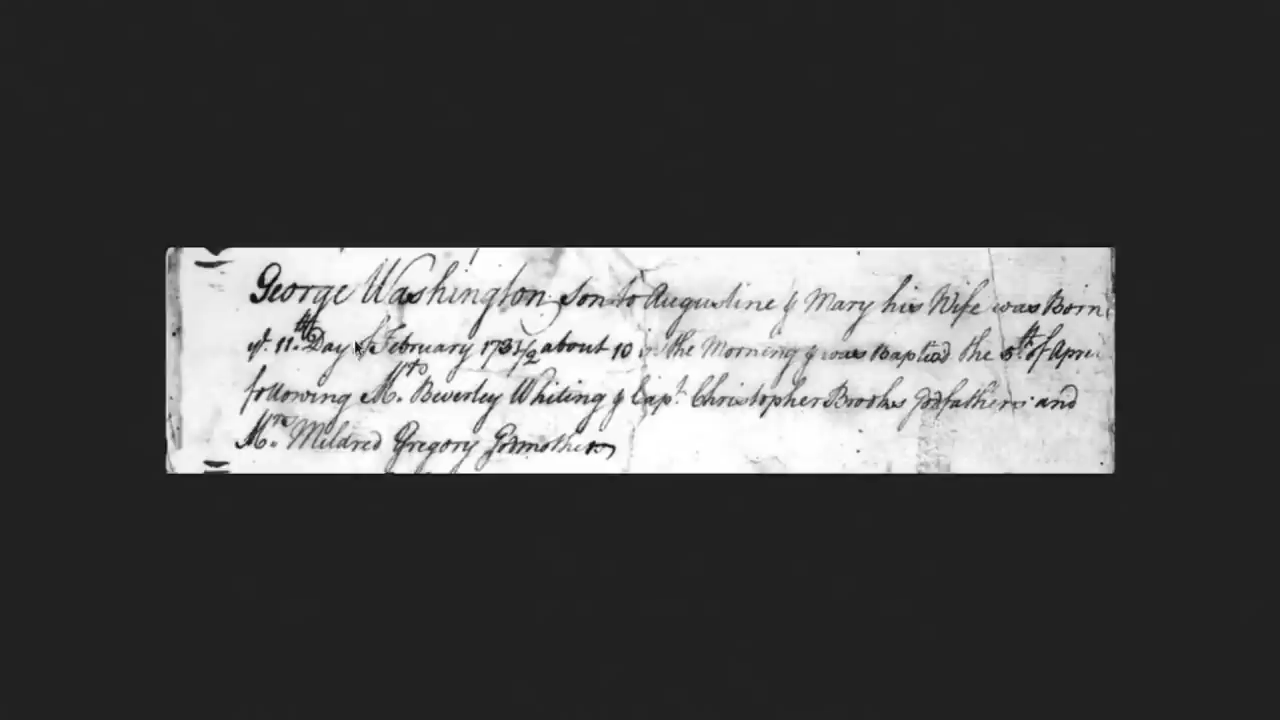 George Washington Son to Augustine & Mary his Wife was Born
yᵉ 11th Day of February 1731/2 about 10 in the Morning & was Baptiz'd the 5th of April
following Mr. Beverley Whiting & Capt. Christopher Brooks Godfathers and
Mrs. Mildred Gregory Godmother